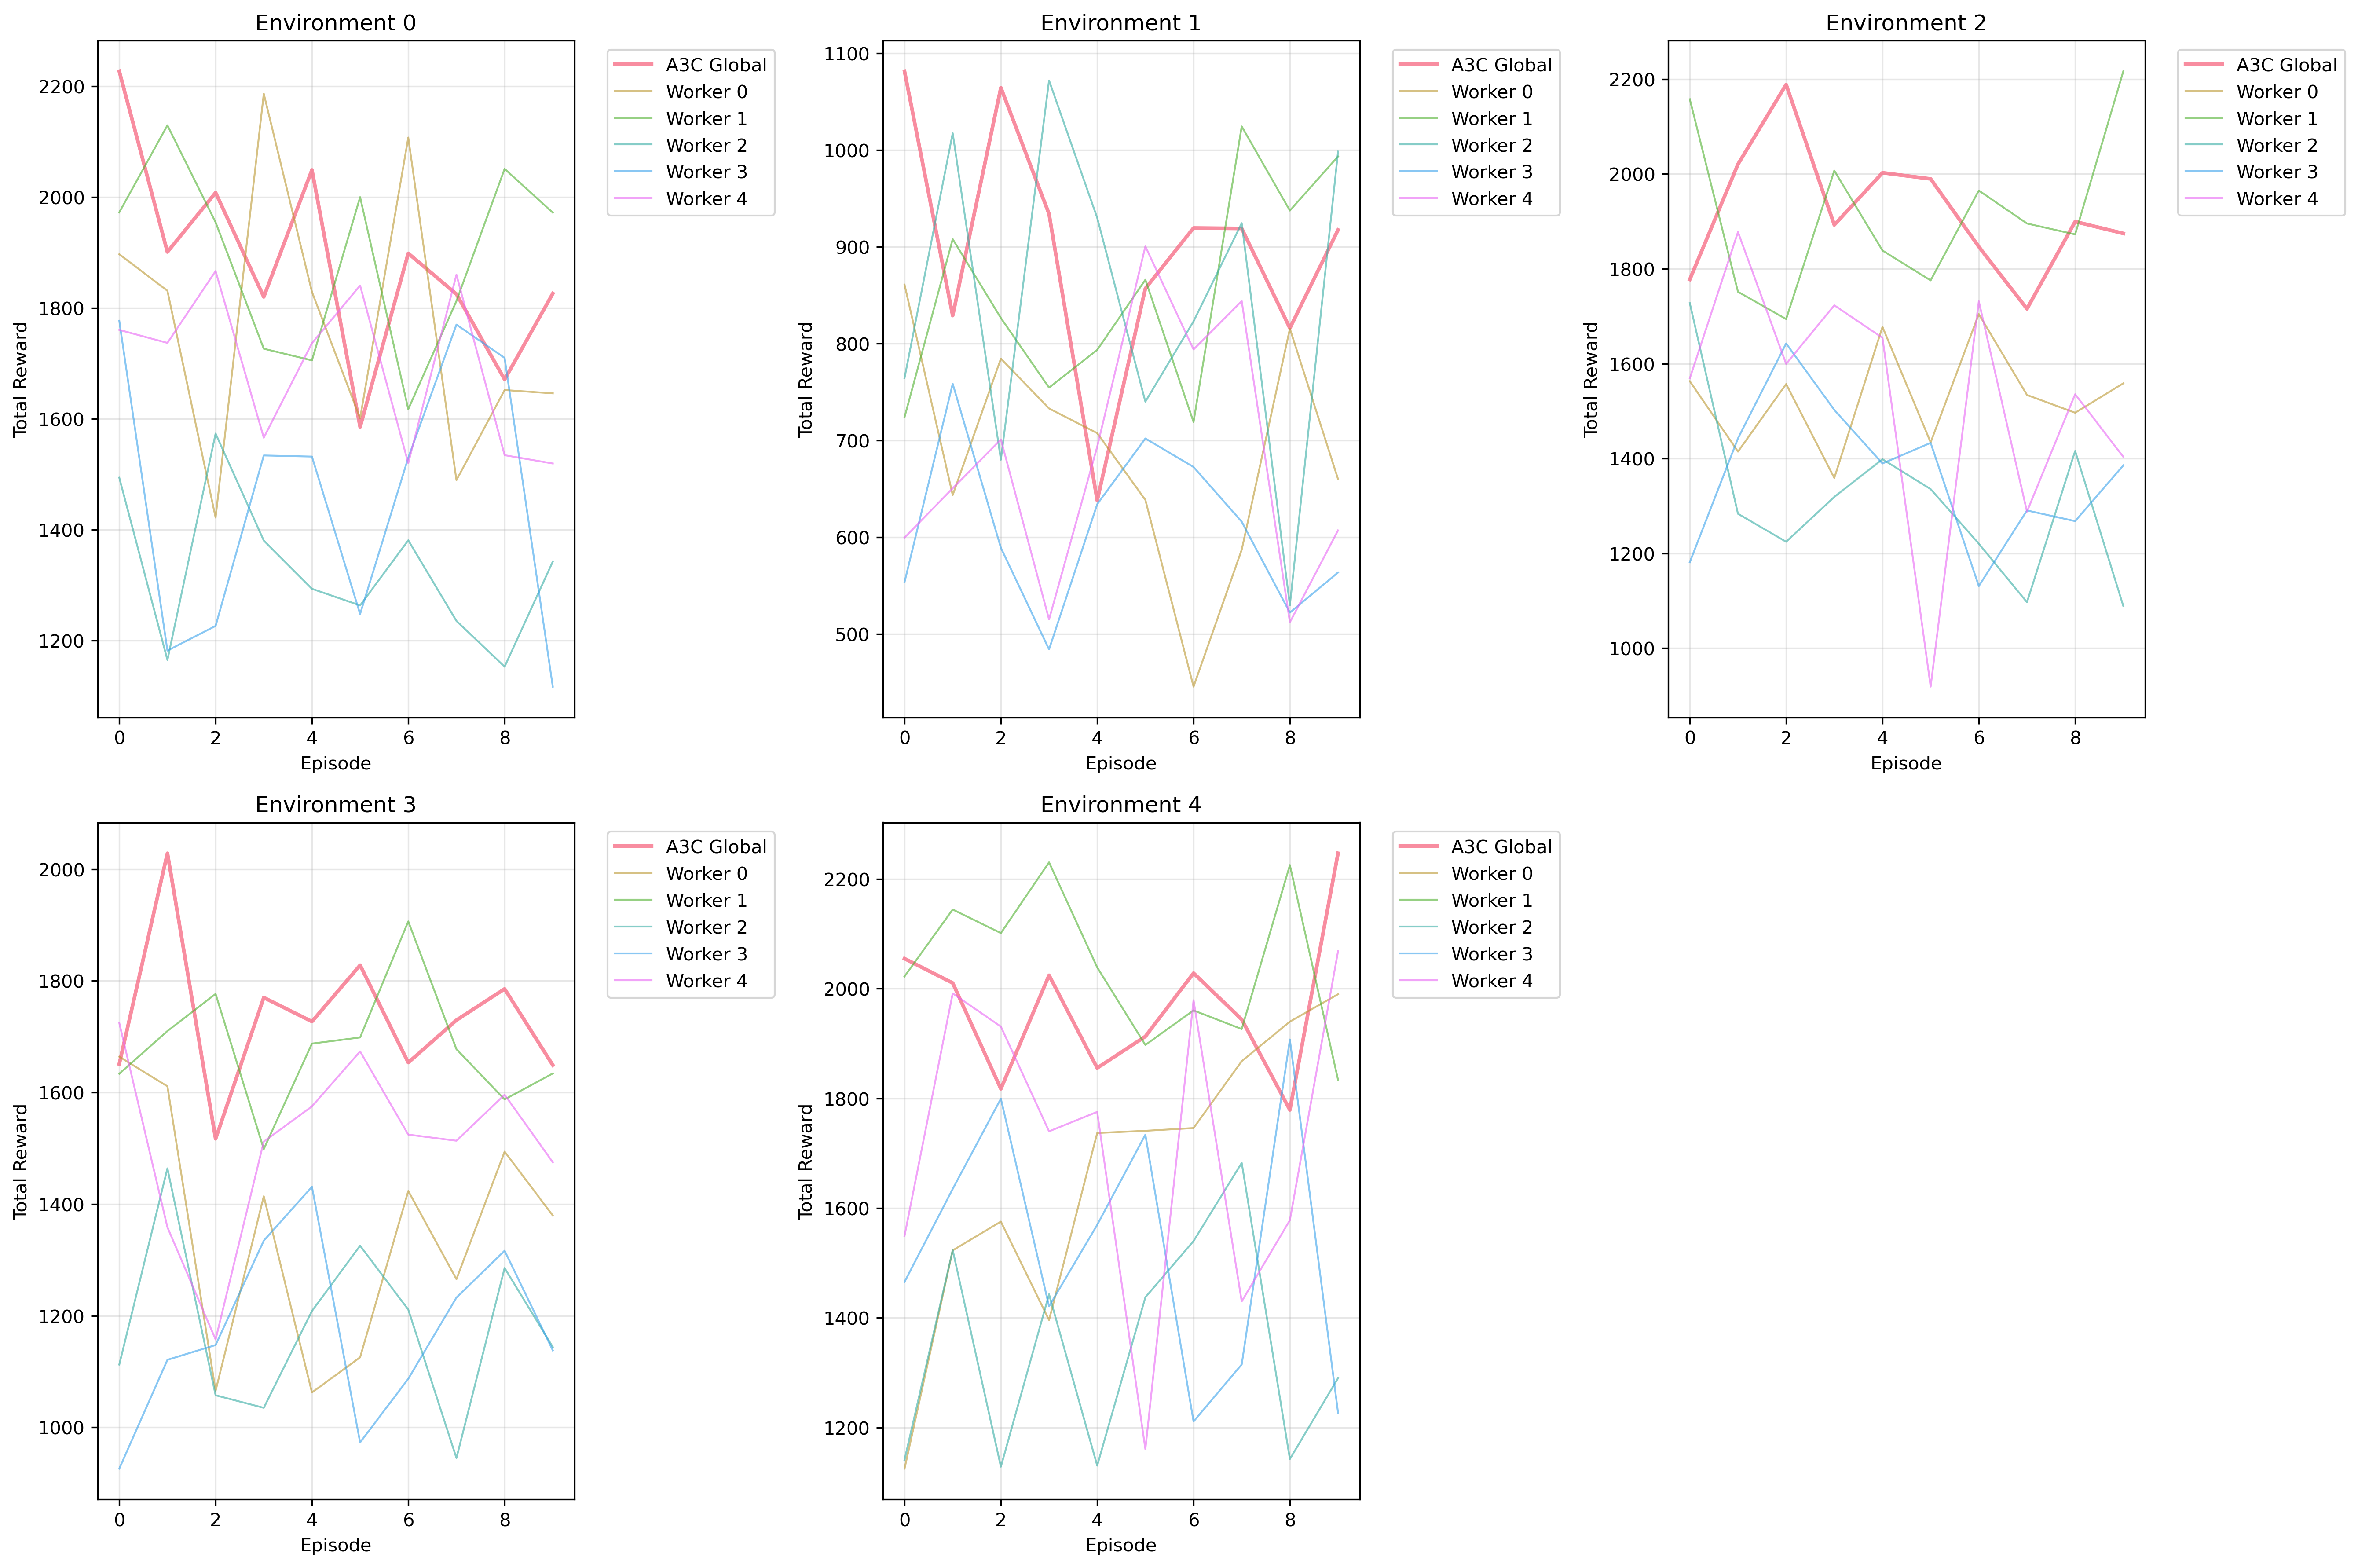 Environment 0
Total Reward
2200
2000
1800
1600
1400
1200
0 2 4 6 8
Episode
A3C Global
Worker 0
Worker 1
Worker 2
Worker 3
Worker 4
Environment 1
Total Reward
1100
1000
900
800
700
600
500
0 2 4 6 8
Episode
A3C Global
Worker 0
Worker 1
Worker 2
Worker 3
Worker 4
Environment 2
Total Reward
2200
2000
1800
1600
1400
1200
1000
0 2 4 6 8
Episode
A3C Global
Worker 0
Worker 1
Worker 2
Worker 3
Worker 4
Environment 3
Total Reward
2000
1800
1600
1400
1200
1000
0 2 4 6 8
Episode
A3C Global
Worker 0
Worker 1
Worker 2
Worker 3
Worker 4
Environment 4
Total Reward
2200
2000
1800
1600
1400
1200
0 2 4 6 8
Episode
A3C Global
Worker 0
Worker 1
Worker 2
Worker 3
Worker 4